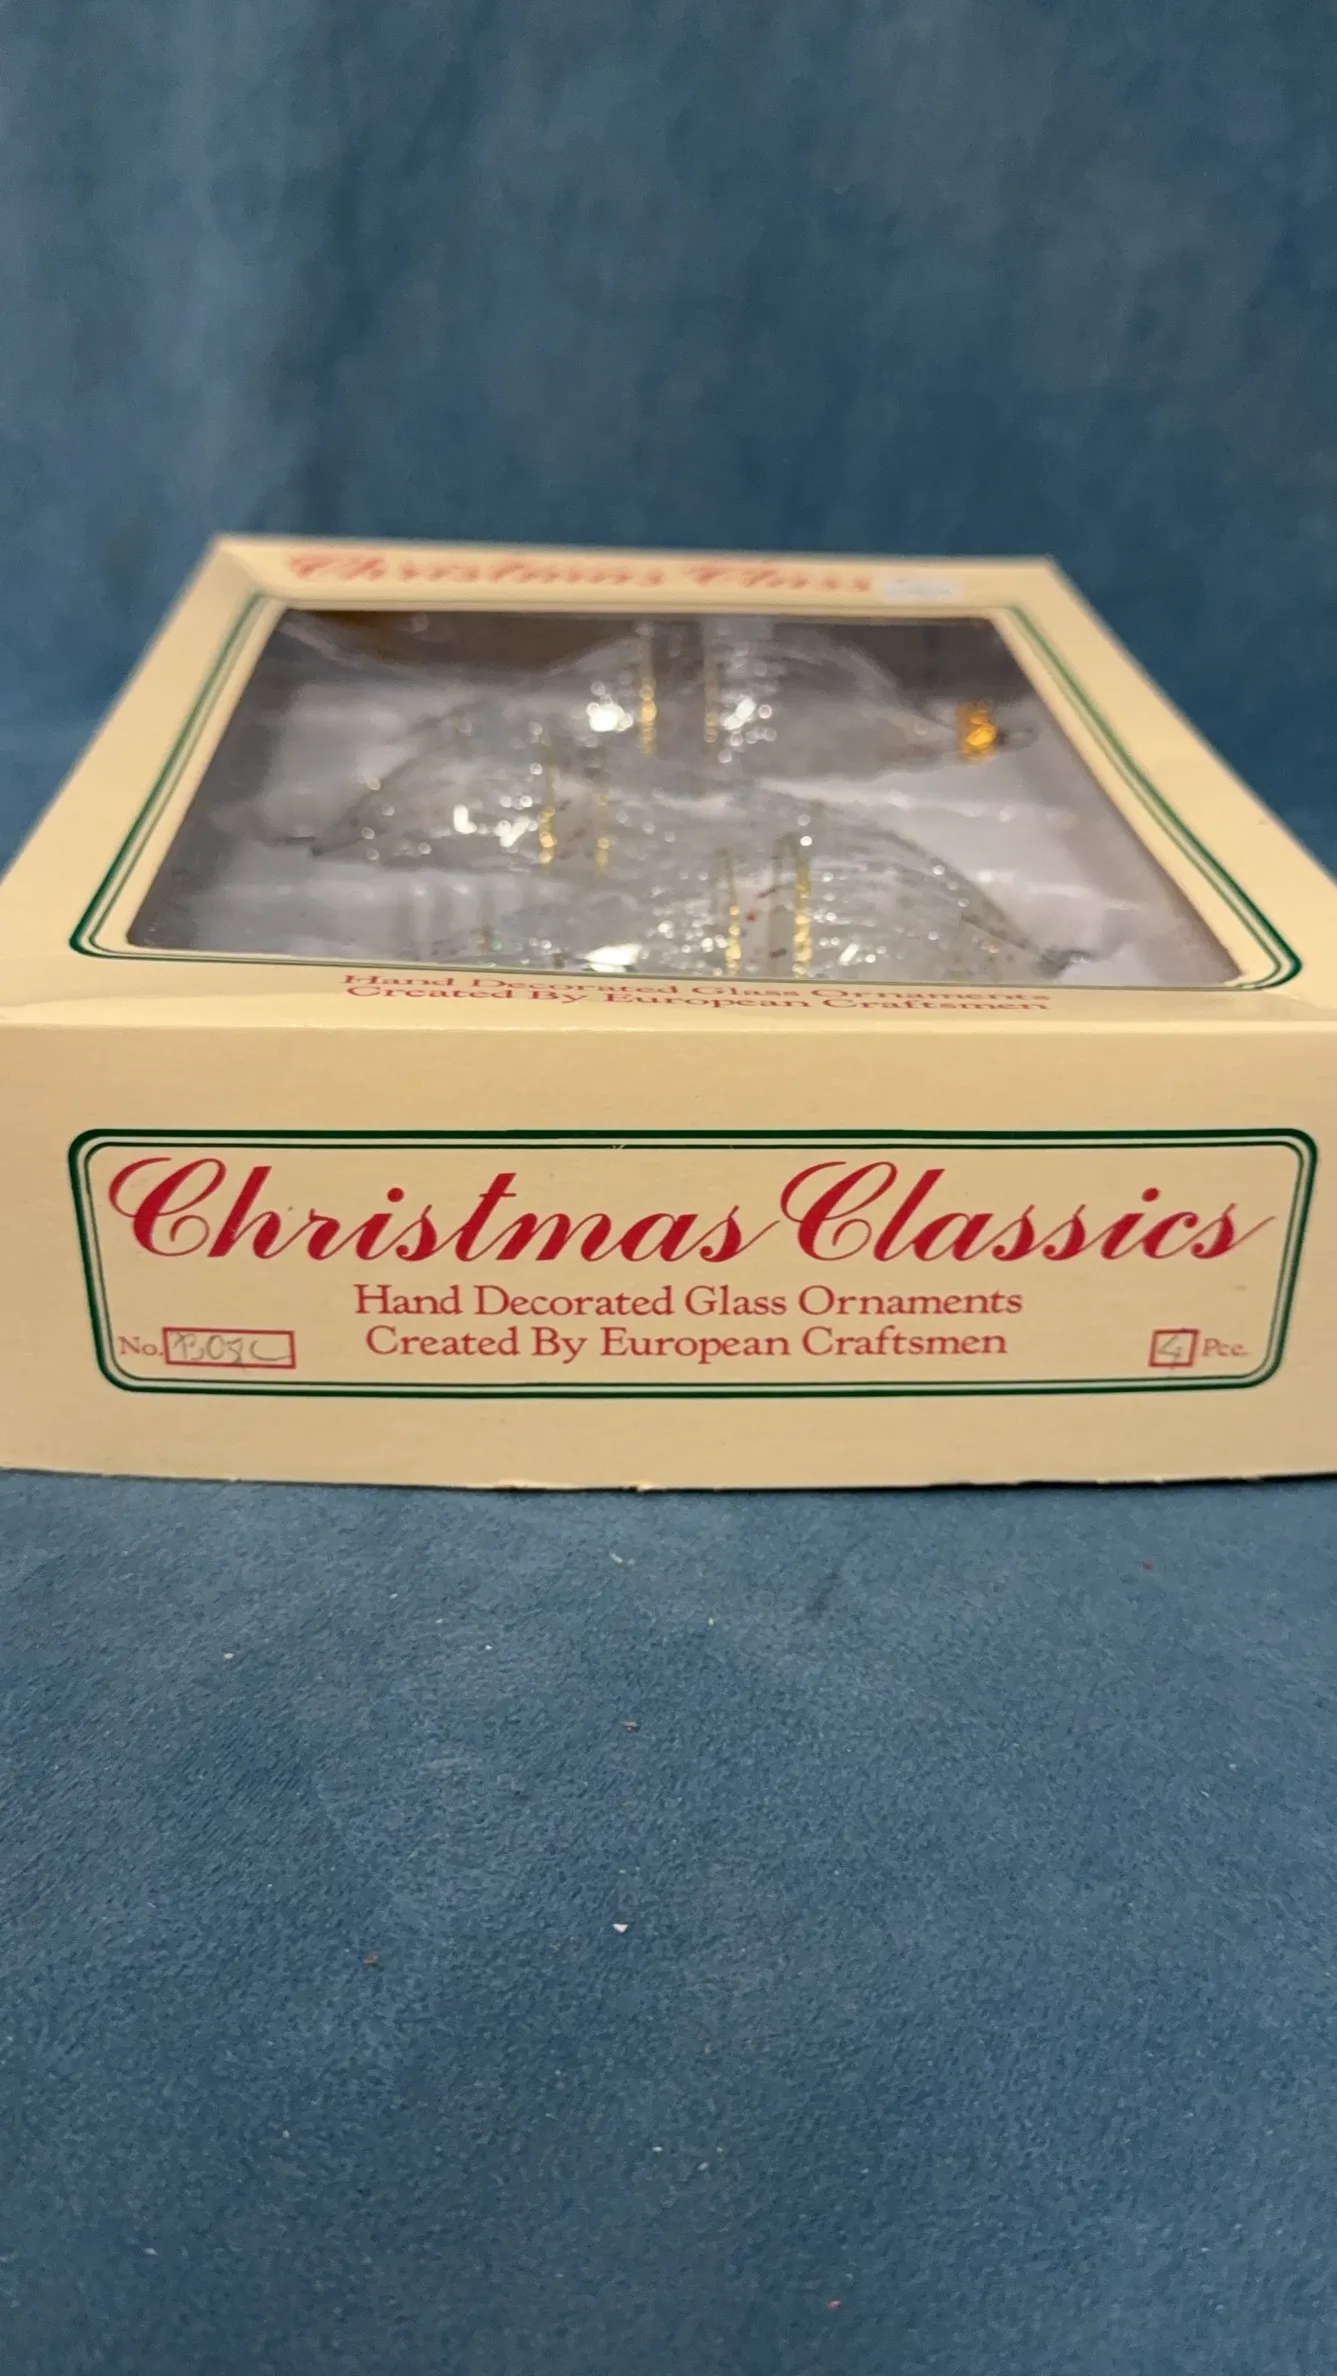 Christmas Class
Hand Decorated Glass Ornaments
Created By European Craftsmen
Christmas Classics
Hand Decorated Glass Ornaments
Created By European Craftsmen
No.
4 Pce.